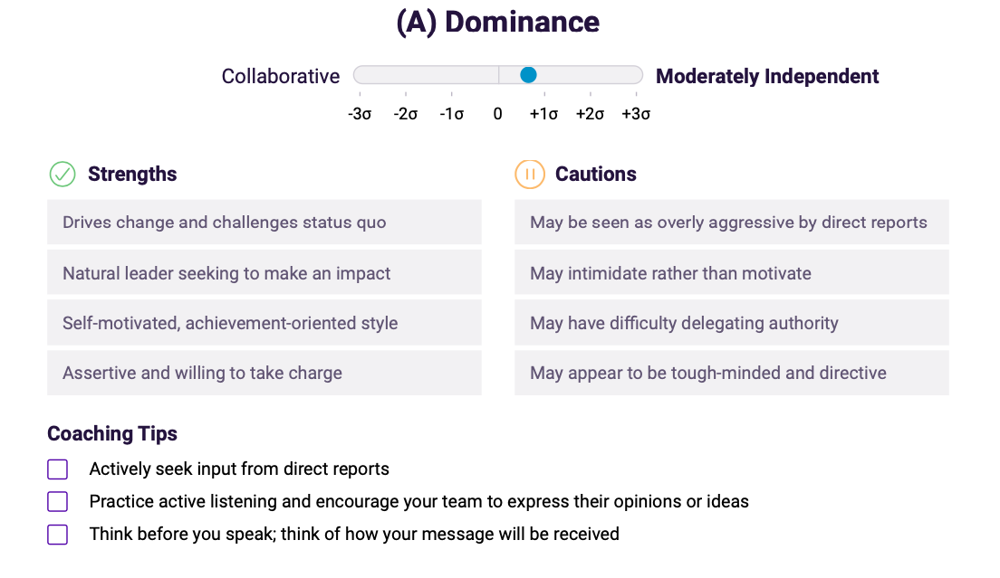 (A) Dominance
Collaborative
Moderately Independent
-3σ -2σ -1σ 0 +1σ +2σ +3σ
Strengths
Drives change and challenges status quo
Natural leader seeking to make an impact
Self-motivated, achievement-oriented style
Assertive and willing to take charge
Cautions
May be seen as overly aggressive by direct reports
May intimidate rather than motivate
May have difficulty delegating authority
May appear to be tough-minded and directive
Coaching Tips
Actively seek input from direct reports
Practice active listening and encourage your team to express their opinions or ideas
Think before you speak; think of how your message will be received